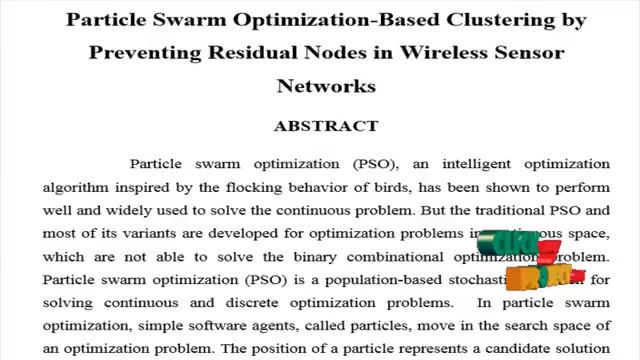 Particle Swarm Optimization-Based Clustering by
Preventing Residual Nodes in Wireless Sensor
Networks
ABSTRACT
Particle swarm optimization (PSO), an intelligent optimization
algorithm inspired by the flocking behavior of birds, has been shown to perform
well and widely used to solve the continuous problem. But the traditional PSO and
most of its variants are developed for optimization problems in continuous space,
which are not able to solve the binary combinational optimization problem.
Particle swarm optimization (PSO) is a population-based stochastic for
solving continuous and discrete optimization problems. In particle swarm
optimization, simple software agents, called particles, move in the search space of
an optimization problem. The position of a particle represents a candidate solution